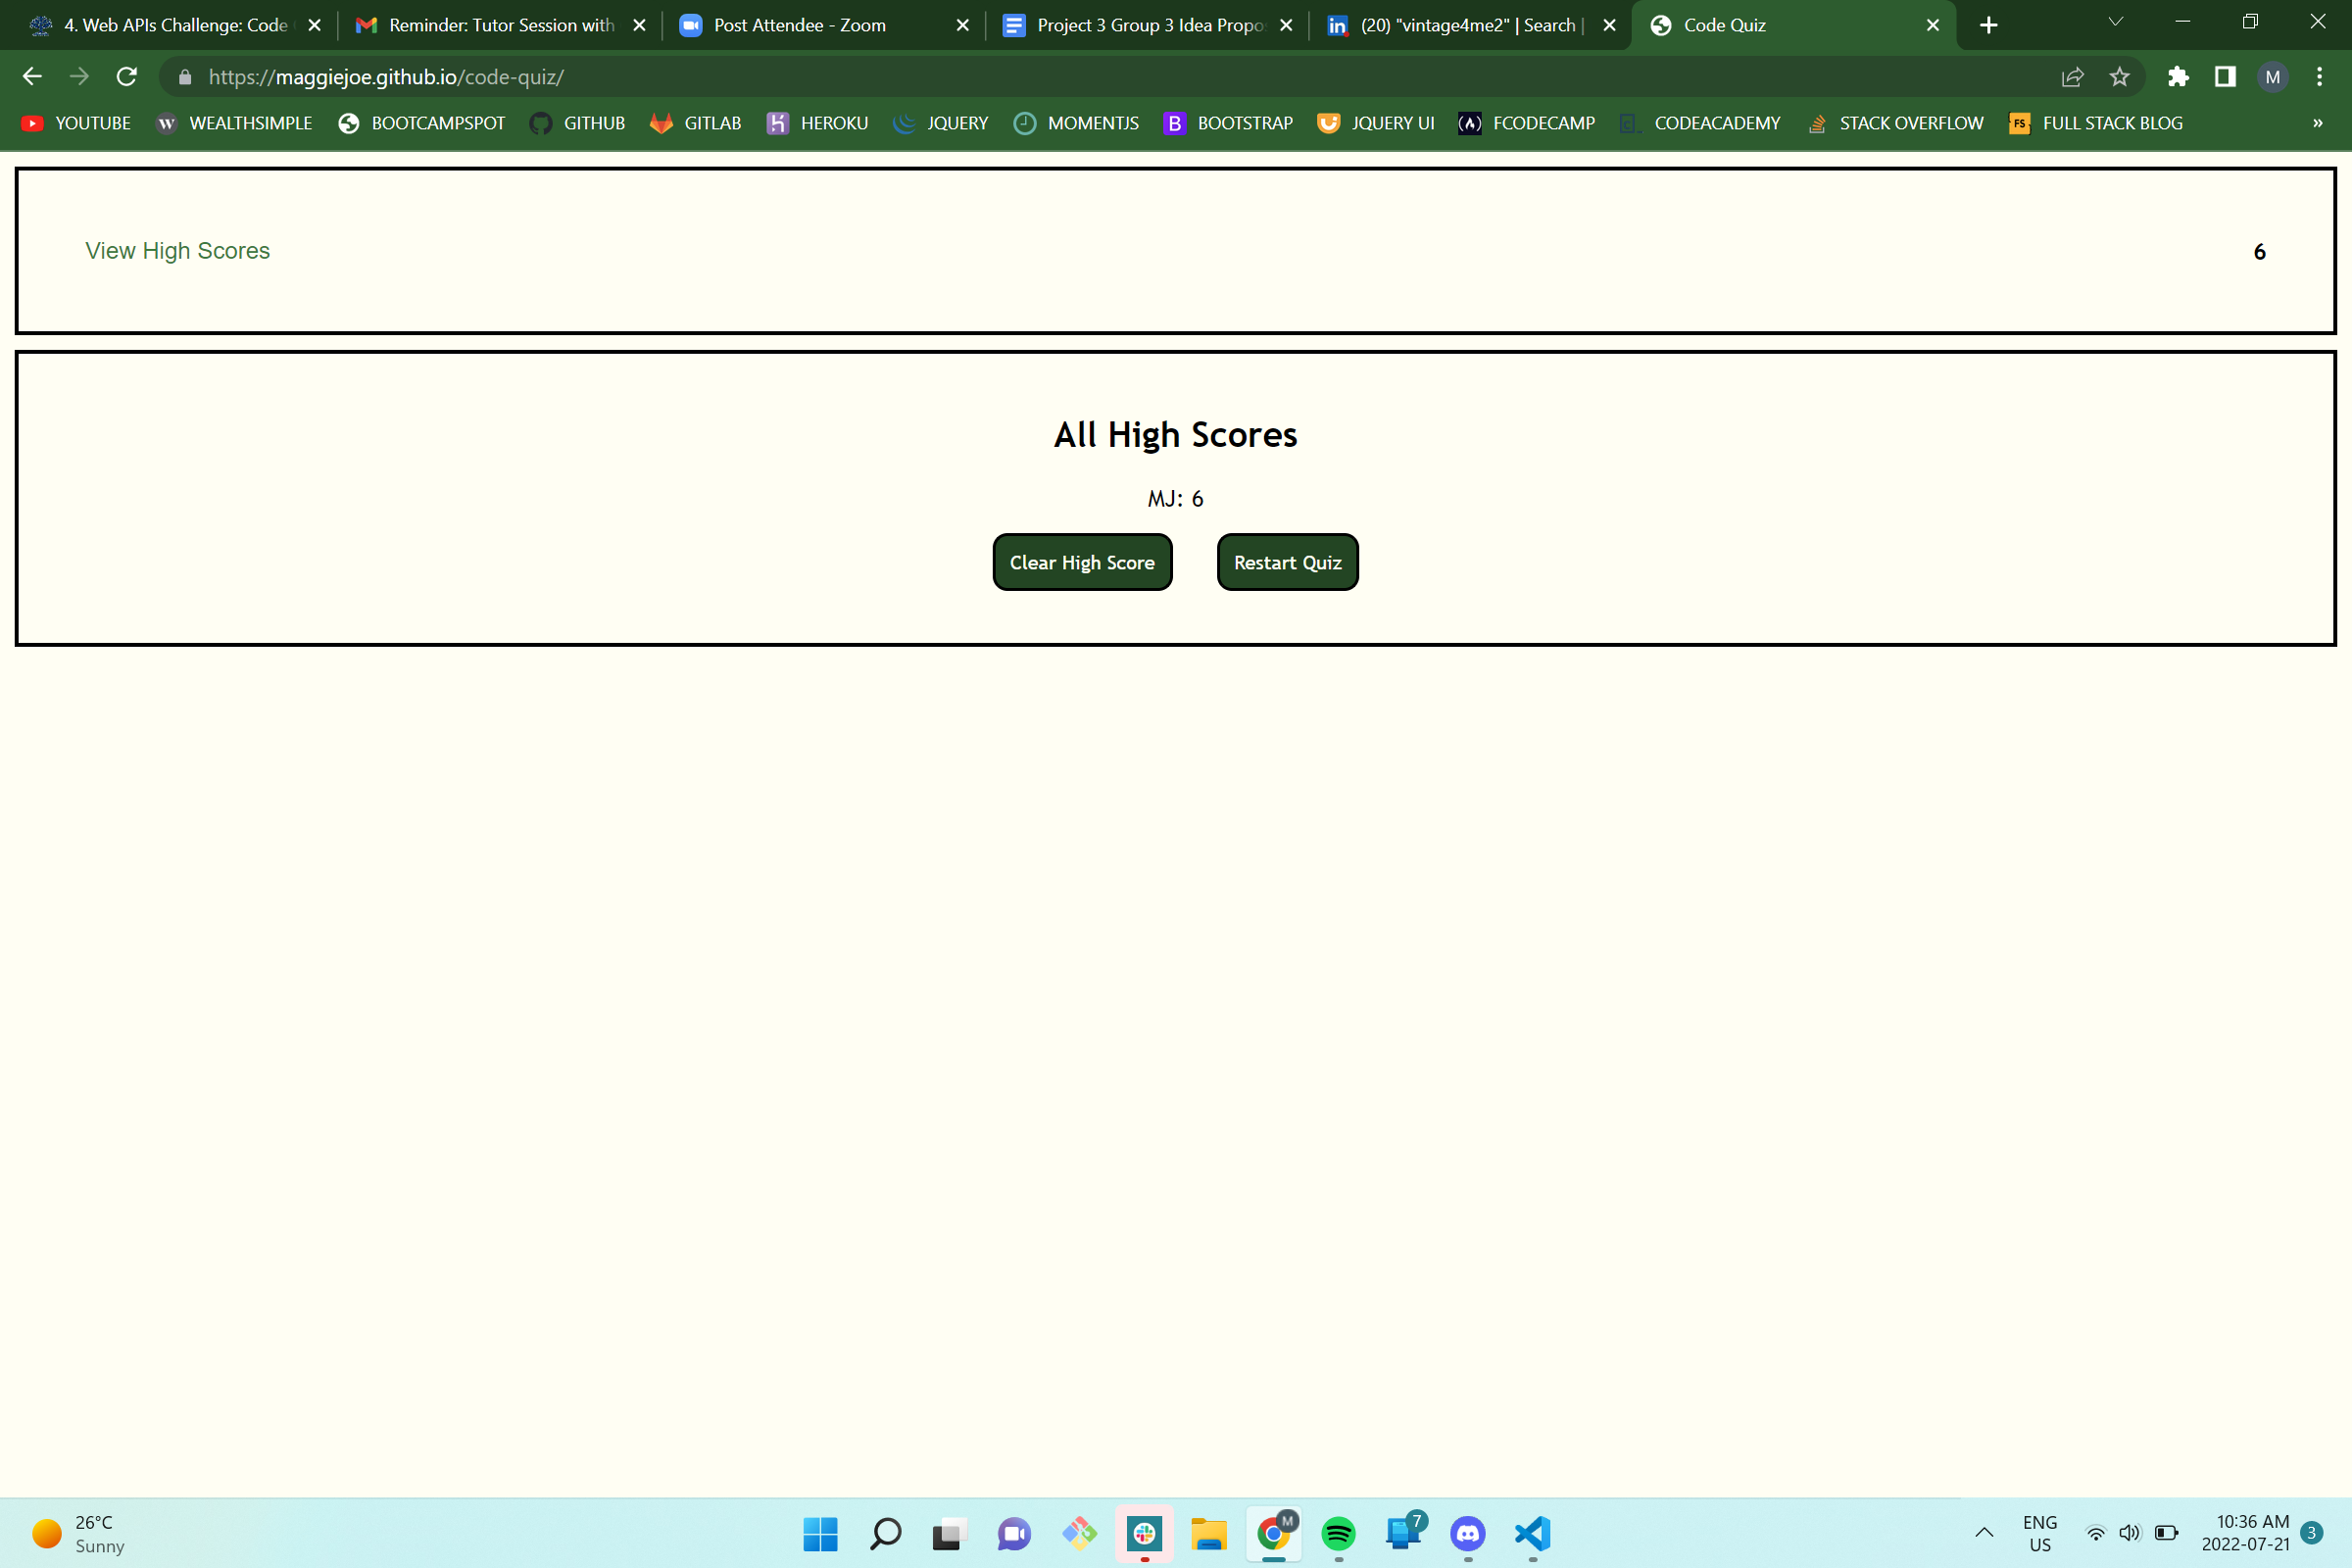 4. Web APIs Challenge: Code
Reminder: Tutor Session with
Post Attendee - Zoom
Project 3 Group 3 Idea Propo
(20) "vintage4me2" | Search |
Code Quiz
https://maggiejoe.github.io/code-quiz/
M
YOUTUBE
W WEALTHSIMPLE
BOOTCAMPSPOT
GITHUB
GITLAB
HEROKU
JQUERY
MOMENTJS
B BOOTSTRAP
JQUERY UI
FCODECAMP
CODEACADEMY
STACK OVERFLOW
FS FULL STACK BLOG
»
View High Scores
6
All High Scores
MJ: 6
Clear High Score
Restart Quiz
26°C
Sunny
M
7
ENG
US
10:36 AM
2022-07-21
3